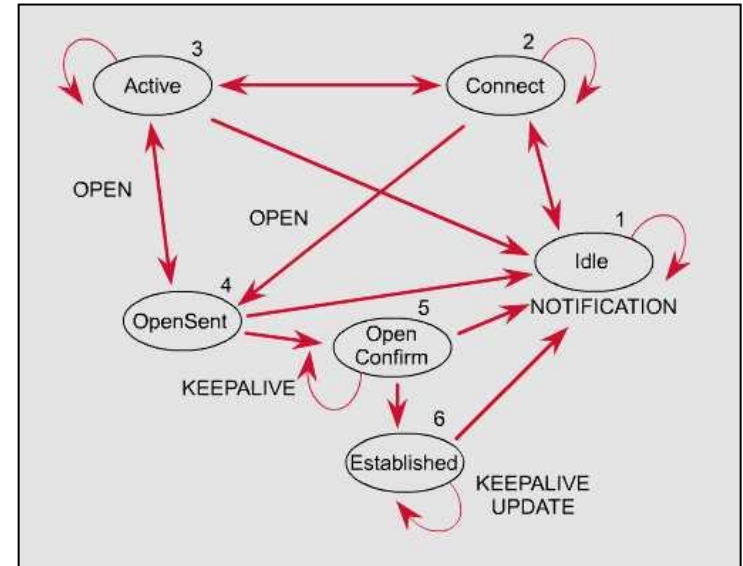 3
Active
2
Connect
OPEN
OPEN
1
Idle
NOTIFICATION
4
OpenSent
5
Open
Confirm
KEEPALIVE
6
Established
KEEPALIVE
UPDATE